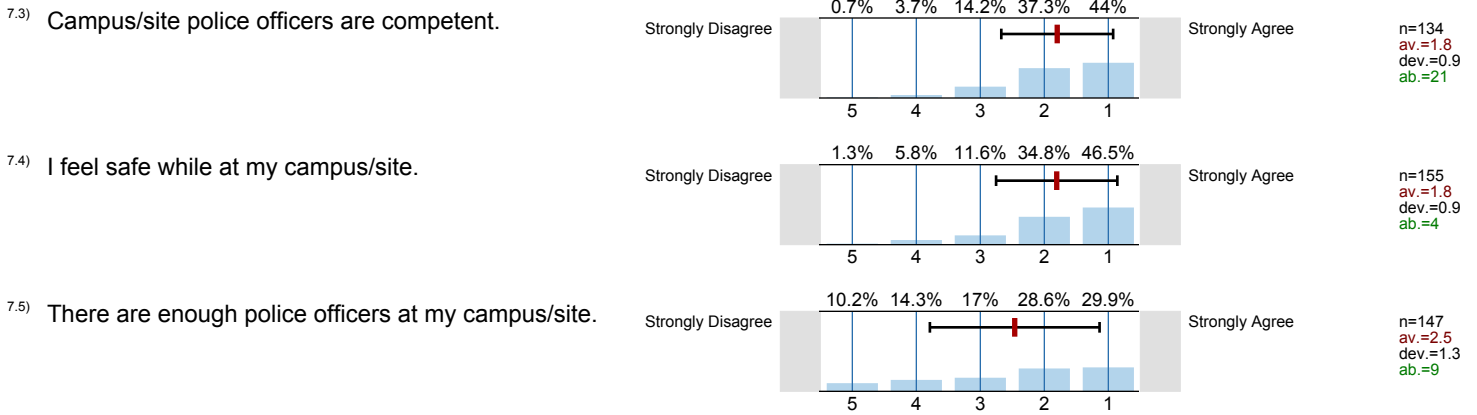 7.3) Campus/site police officers are competent.
Strongly Disagree
0.7% 3.7% 14.2% 37.3% 44%
5 4 3 2 1
Strongly Agree
n=134
av.=1.8
dev.=0.9
ab.=21
7.4) I feel safe while at my campus/site.
Strongly Disagree
1.3% 5.8% 11.6% 34.8% 46.5%
5 4 3 2 1
Strongly Agree
n=155
av.=1.8
dev.=0.9
ab.=4
7.5) There are enough police officers at my campus/site.
Strongly Disagree
10.2% 14.3% 17% 28.6% 29.9%
5 4 3 2 1
Strongly Agree
n=147
av.=2.5
dev.=1.3
ab.=9